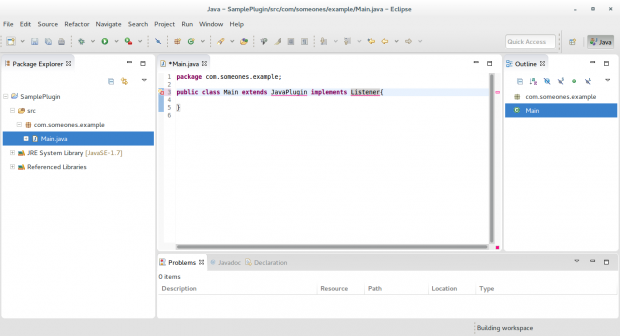 Java - SamplePlugin/src/com/someones/example/Main.java - Eclipse
File Edit Source Refactor Navigate Search Project Run Window Help
Quick Access
Java
Package Explorer
SamplePlugin
src
com.someones.example
Main.java
JRE System Library [JavaSE-1.7]
Referenced Libraries
*Main.java
1 package com.someones.example;
2
3 public class Main extends JavaPlugin implements Listener{
4
5 }
6
Outline
com.someones.example
Main
Problems Javadoc Declaration
0 items
Description Resource Path Location Type
Building workspace